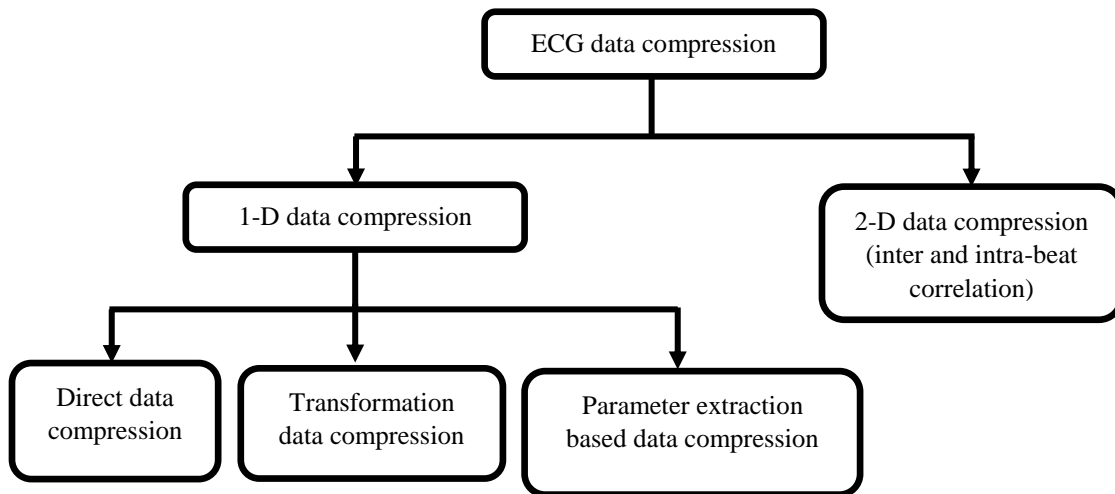 ECG data compression
1-D data compression
2-D data compression
(inter and intra-beat
correlation)
Direct data
compression
Transformation
data compression
Parameter extraction
based data compression